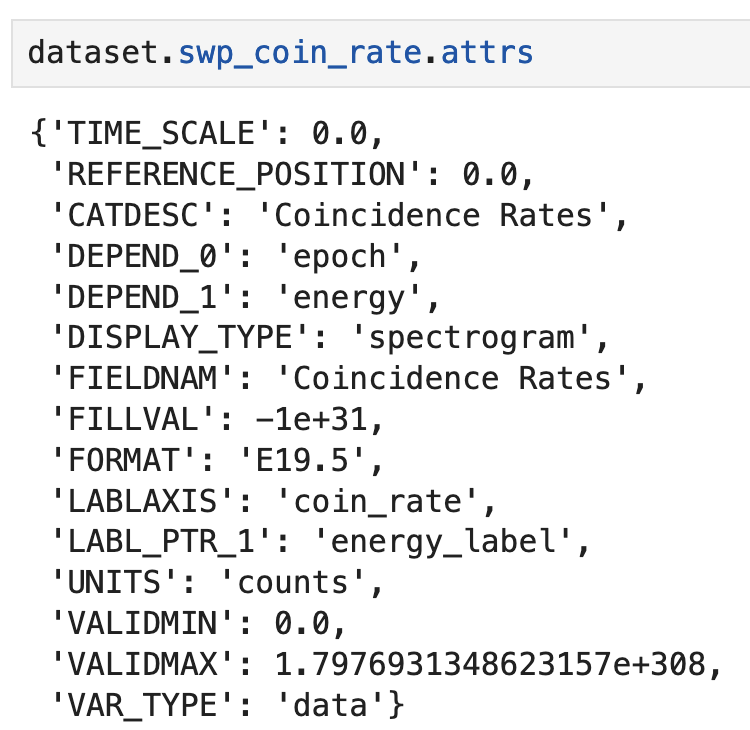 dataset.swp_coin_rate.attrs
{'TIME_SCALE': 0.0,
'REFERENCE_POSITION': 0.0,
'CATDESC': 'Coincidence Rates',
'DEPEND_0': 'epoch',
'DEPEND_1': 'energy',
'DISPLAY_TYPE': 'spectrogram',
'FIELDNAM': 'Coincidence Rates',
'FILLVAL': -1e+31,
'FORMAT': 'E19.5',
'LABLAXIS': 'coin_rate',
'LABL_PTR_1': 'energy_label',
'UNITS': 'counts',
'VALIDMIN': 0.0,
'VALIDMAX': 1.7976931348623157e+308,
'VAR_TYPE': 'data'}